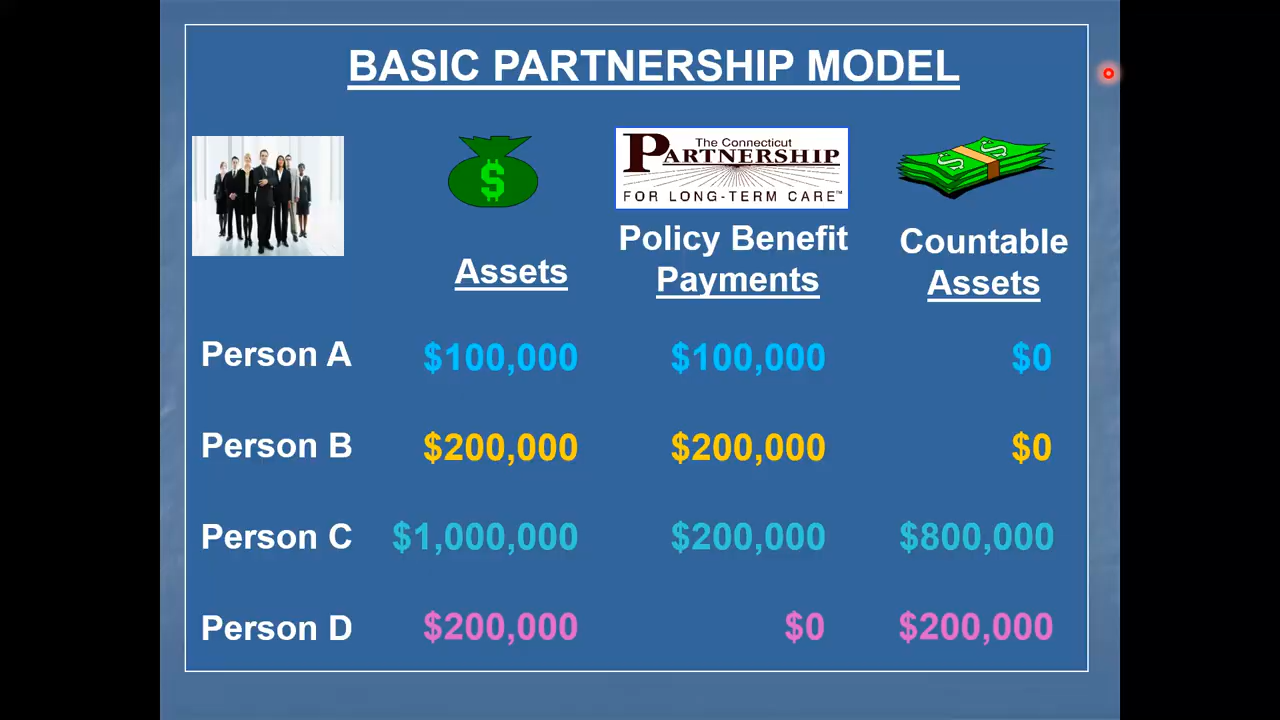 BASIC PARTNERSHIP MODEL
$
The Connecticut
PARTNERSHIP
FOR LONG-TERM CARE™
$ $
Assets
Policy Benefit
Payments
Countable
Assets
Person A $100,000 $100,000 $0
Person B $200,000 $200,000 $0
Person C $1,000,000 $200,000 $800,000
Person D $200,000 $0 $200,000